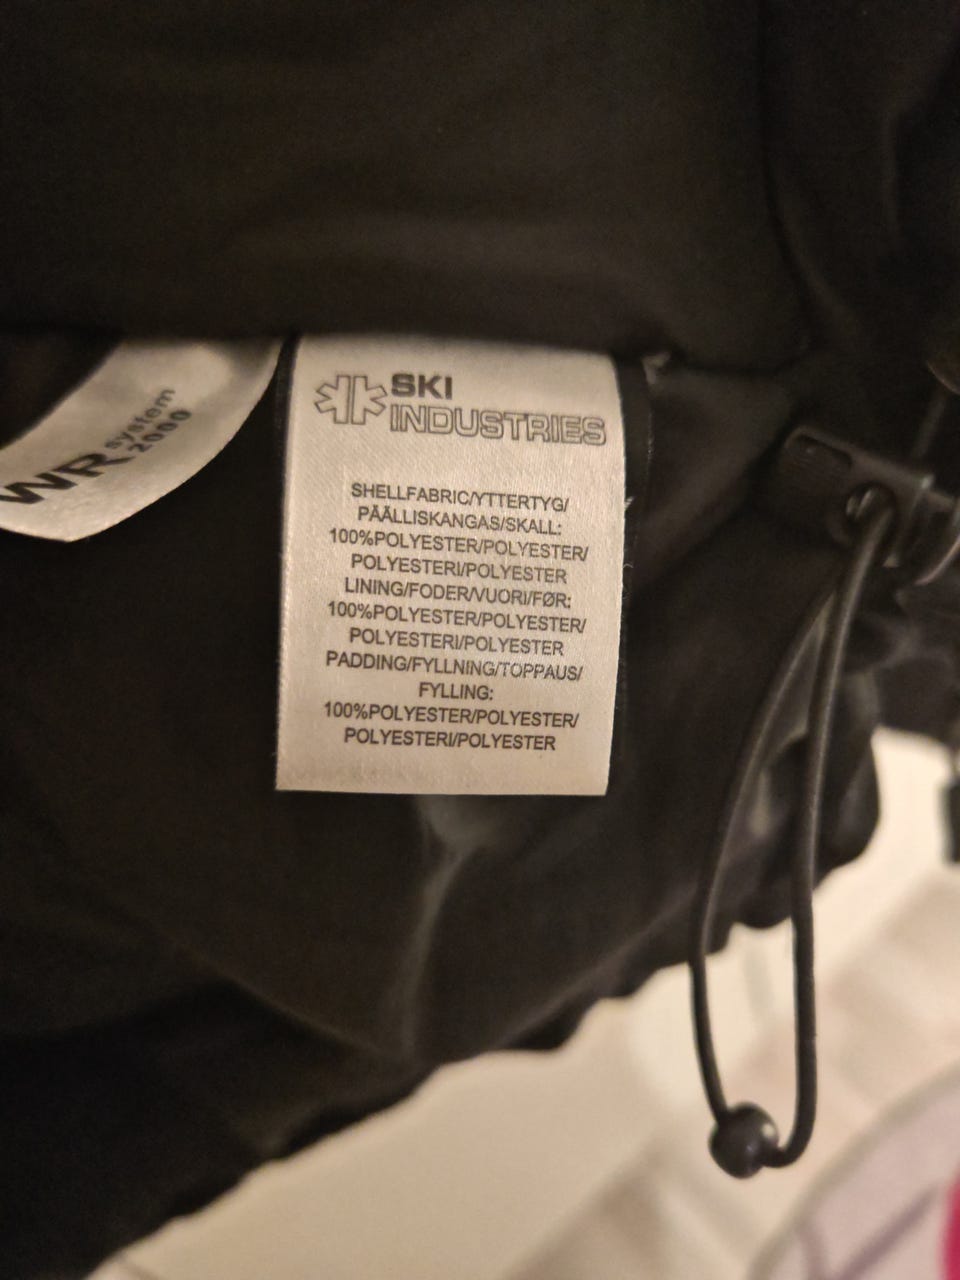 WR system
2000
SKI
INDUSTRIES
SHELLFABRIC/YTTERTYG/
PÄÄLLISKANGAS/SKALL:
100%POLYESTER/POLYESTER/
POLYESTERI/POLYESTER
LINING/FODER/VUORI/FØR:
100%POLYESTER/POLYESTER/
POLYESTERI/POLYESTER
PADDING/FYLLNING/TOPPAUS/
FYLLING:
100%POLYESTER/POLYESTER/
POLYESTERI/POLYESTER